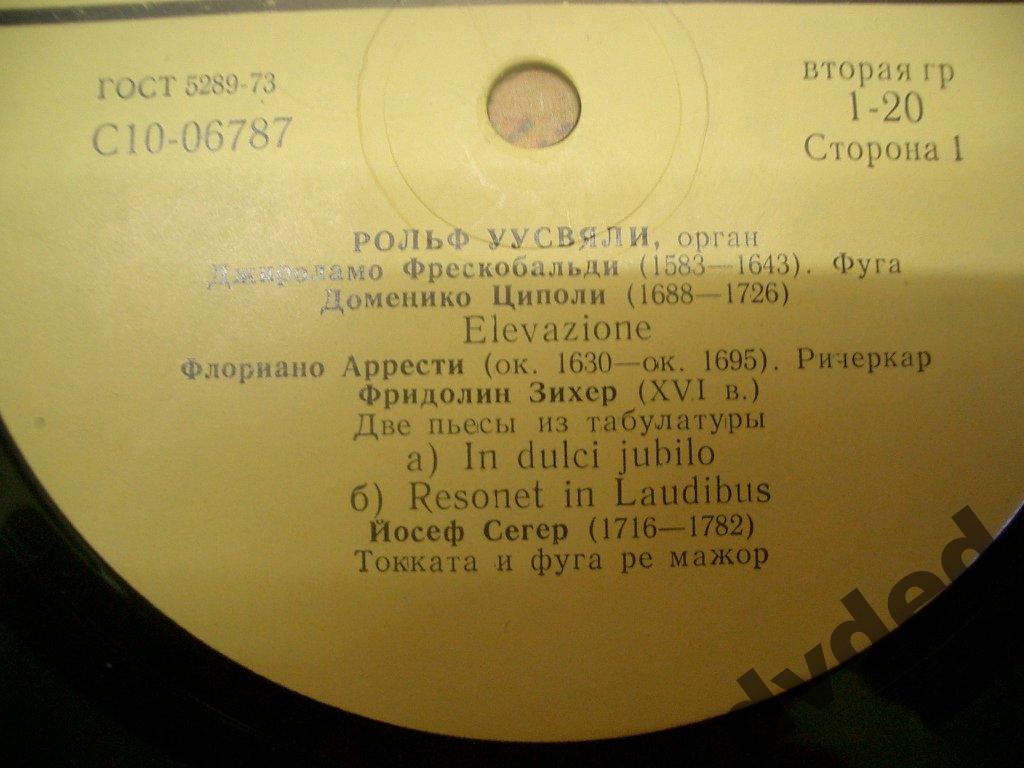 ГОСТ 5289-73
С10-06787
вторая гр
1-20
Сторона 1
РОЛЬФ УУСВЯЛИ, орган
Джироламо Фрескобальди (1583—1643). Фуга
Доменико Циполи (1688—1726)
Elevazione
Флориано Аррести (ок. 1630—ок. 1695). Ричеркар
Фридолин Зихер (XVI в.)
Две пьесы из табулатуры
а) In dulci jubilo
б) Resonet in Laudibus
Йосеф Сегер (1716—1782)
Токката и фуга ре мажор
dvded